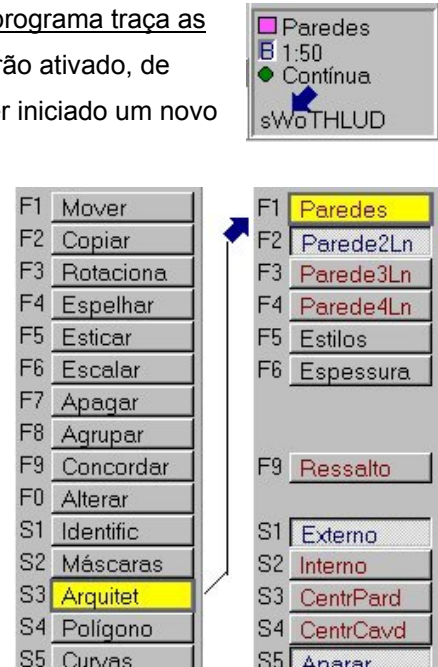 programa traça as
rão ativado, de
r iniciado um novo
Paredes
B 1:50
Contínua
sWoTHLUD
F1 Mover
F2 Copiar
F3 Rotaciona
F4 Espelhar
F5 Esticar
F6 Escalar
F7 Apagar
F8 Agrupar
F9 Concordar
F0 Alterar
S1 Identific
S2 Máscaras
S3 Arquitet
S4 Polígono
S5 Curvas
F1 Paredes
F2 Parede2Ln
F3 Parede3Ln
F4 Parede4Ln
F5 Estilos
F6 Espessura
F9 Ressalto
S1 Externo
S2 Interno
S3 CentrPard
S4 CentrCavd
S5 Aparar